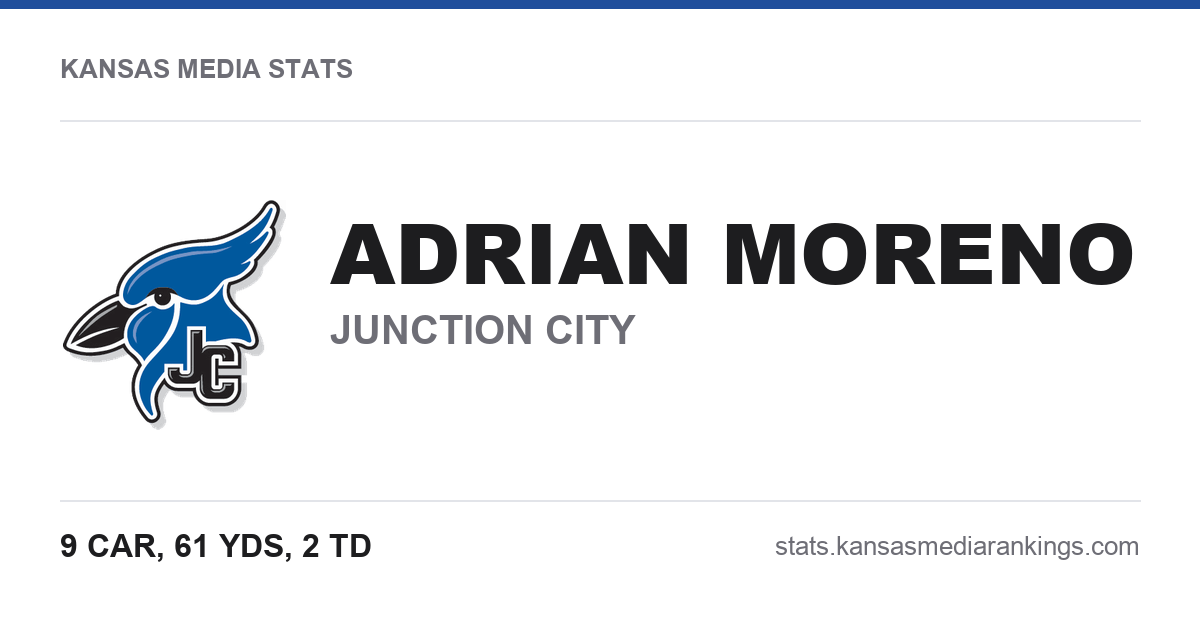 KANSAS MEDIA STATS
ADRIAN MORENO
JUNCTION CITY
JC
9 CAR, 61 YDS, 2 TD
stats.kansasmediarankings.com